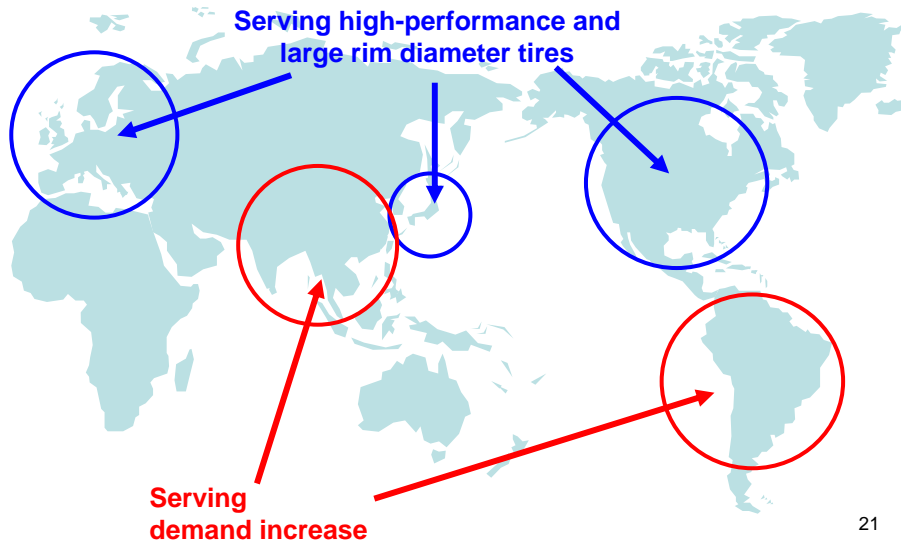 Serving high-performance and
large rim diameter tires
Serving
demand increase
21